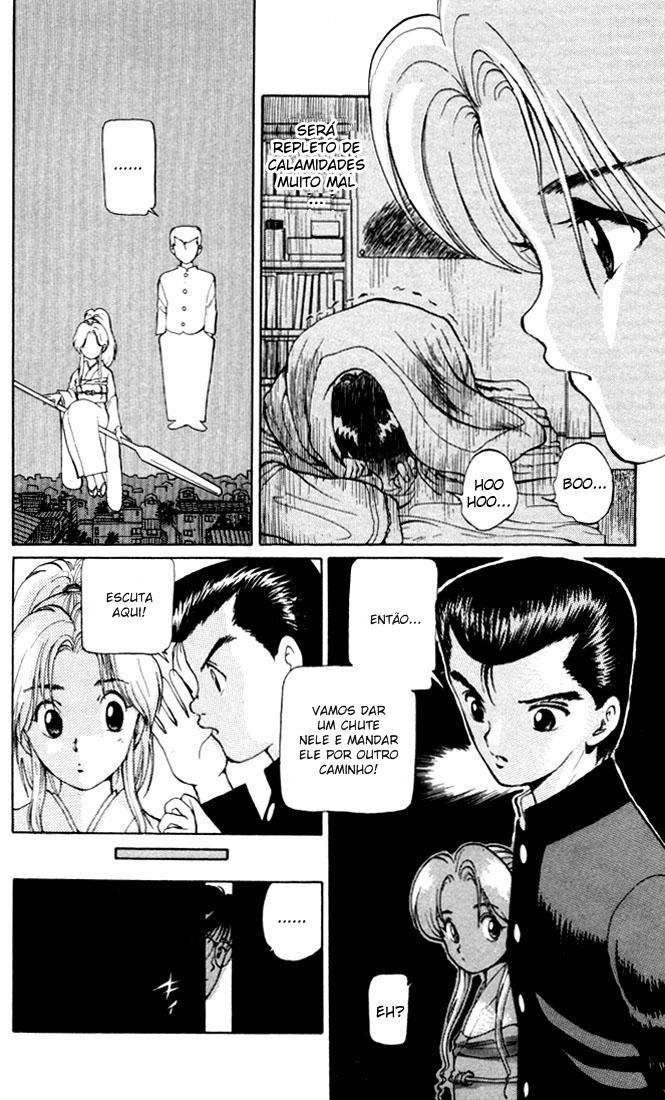 SERÁ
REPLETO DE
CALAMIDADES
MUITO MAL
...
BOO...
HOO
HOO...
......
ENTÃO...
VAMOS DAR
UM CHUTE
NELE E MANDAR
ELE POR OUTRO
CAMINHO!
EH?
ESCUTA
AQUI!
......